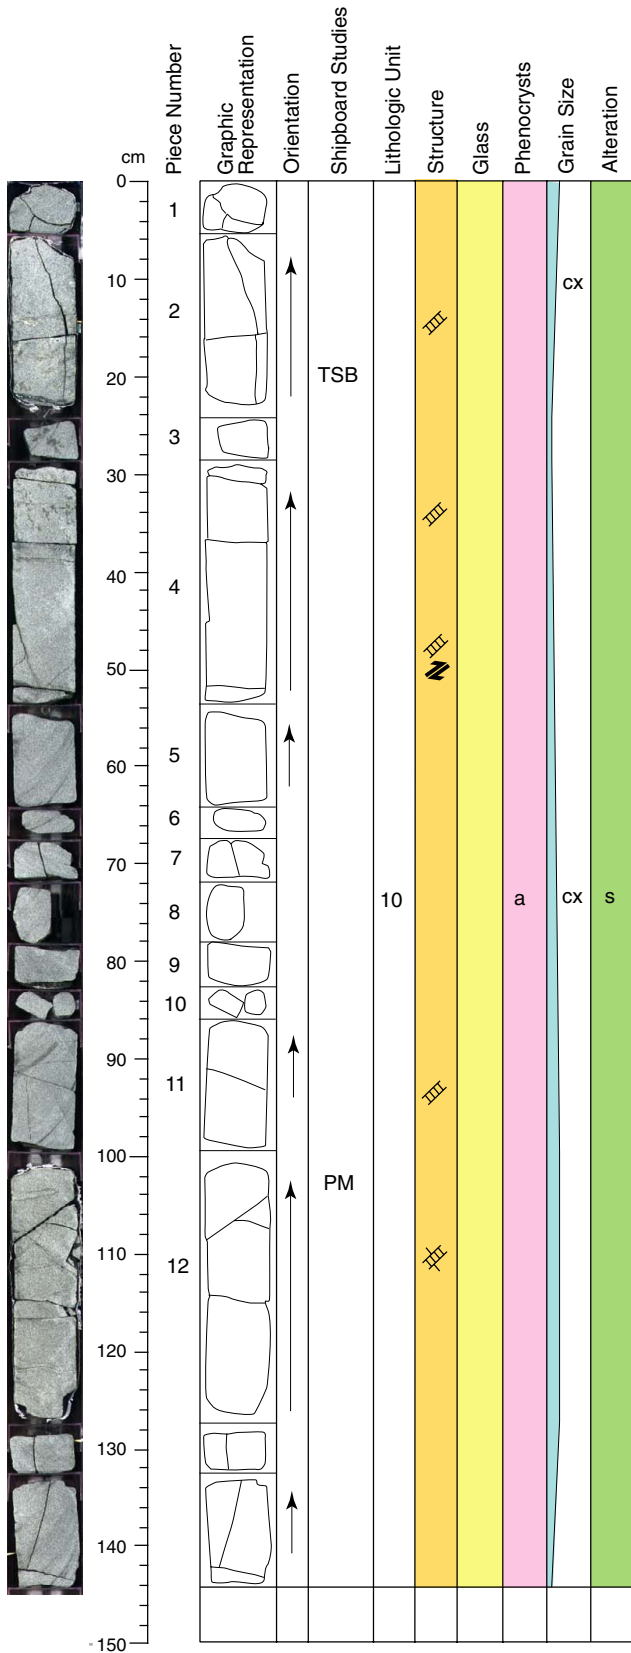 cm
Piece Number
Graphic
Representation
Orientation
Shipboard Studies
Lithologic Unit
Structure
Glass
Phenocrysts
Grain Size
Alteration
0
1
10
cx
2
20
TSB
3
30
40
4
50
5
60
6
70
7
8
10
a
cx
s
80
9
10
90
11
100
PM
110
12
120
130
140
150